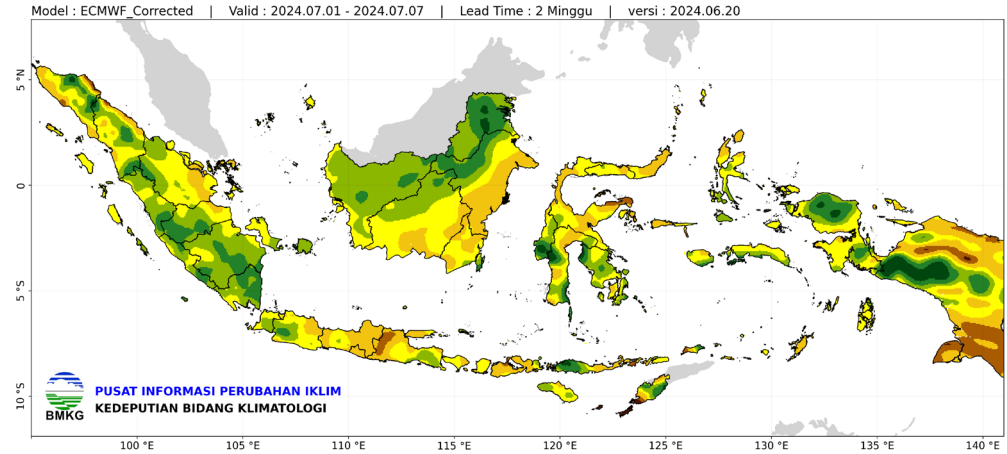 Model : ECMWF_Corrected | Valid : 2024.07.01 - 2024.07.07 | Lead Time : 2 Minggu | versi : 2024.06.20
5 °N
0
5 °S
10 °S
BMKG
PUSAT INFORMASI PERUBAHAN IKLIM
KEDEPUTIAN BIDANG KLIMATOLOGI
100 °E 105 °E 110 °E 115 °E 120 °E 125 °E 130 °E 135 °E 140 °E